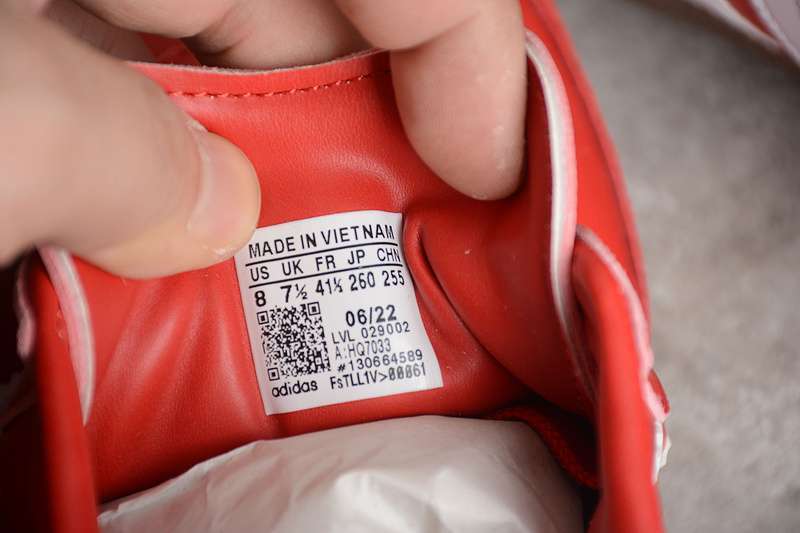 MADE IN VIETNAM
US UK FR JP CHN
8 7½ 41⅓ 260 255
06/22
LVL 029002
A:HQ7033
#130664589
adidas FsTLL1V>00061